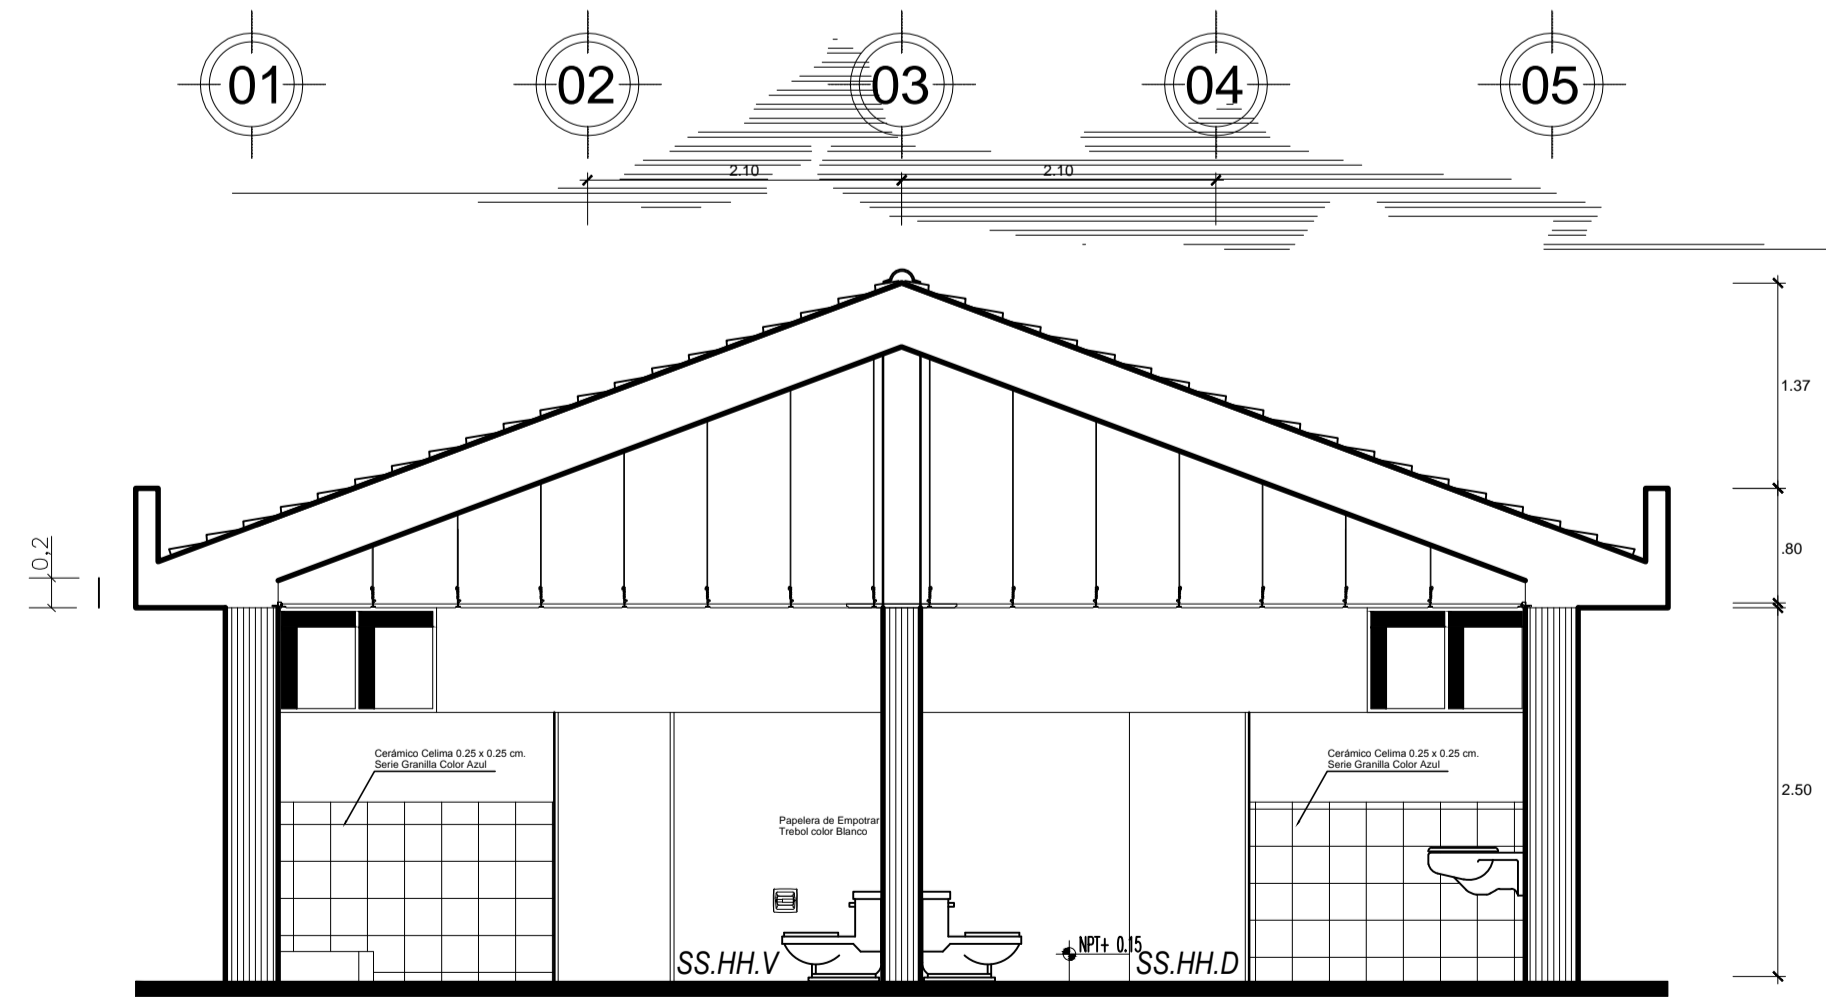 01 02 03 04 05
2.10 2.10
1.37
0,2
.80
Cerámico Celima 0.25 x 0.25 cm.
Serie Granilla Color Azul
Cerámico Celima 0.25 x 0.25 cm.
Serie Granilla Color Azul
2.50
Papelera de Empotrar
Trebol color Blanco
NPT+ 0.15
SS.HH.V
SS.HH.D